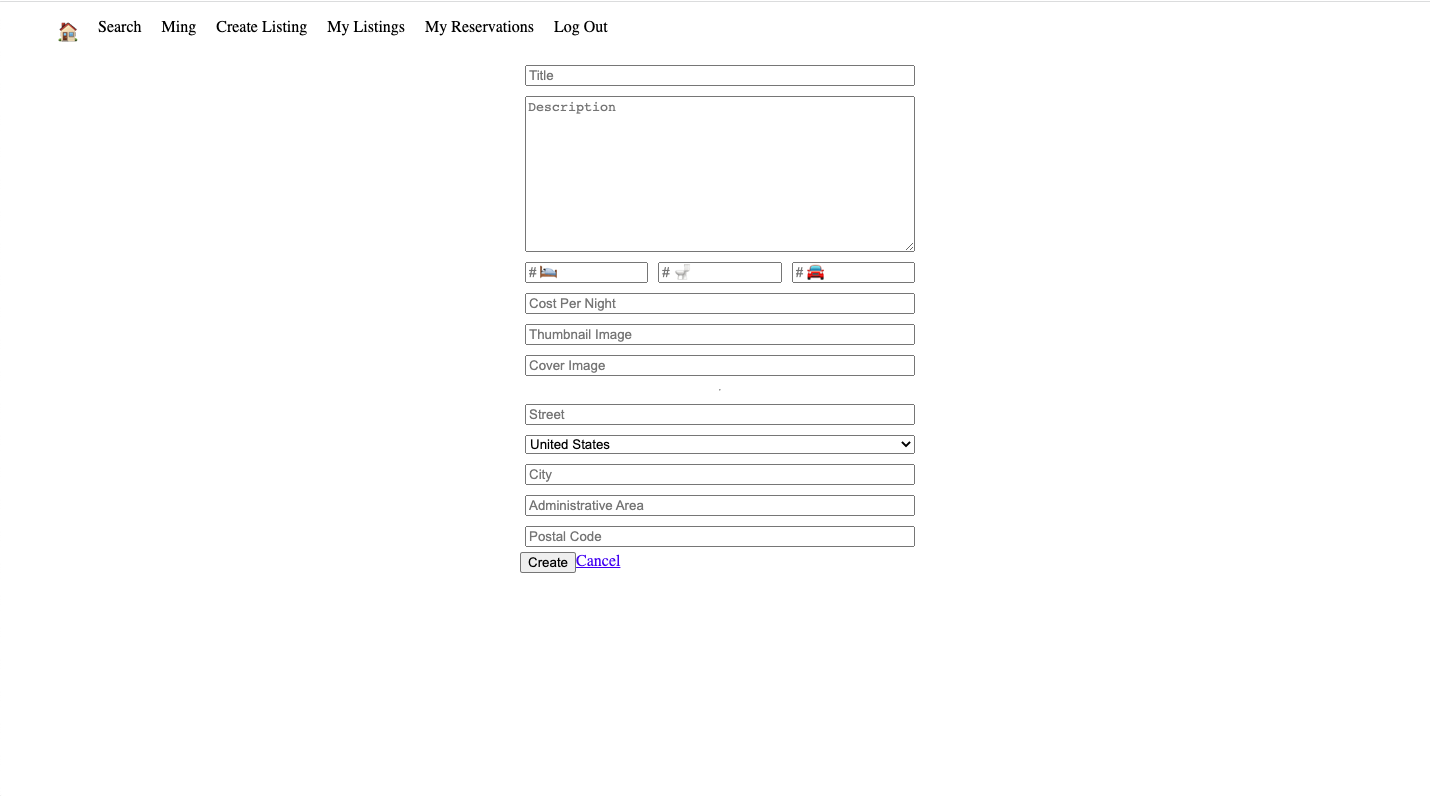 🏠 Search Ming Create Listing My Listings My Reservations Log Out
Title
Description
# 🛏️ # 🚽 # 🚘
Cost Per Night
Thumbnail Image
Cover Image
Street
United States
City
Administrative Area
Postal Code
Create Cancel